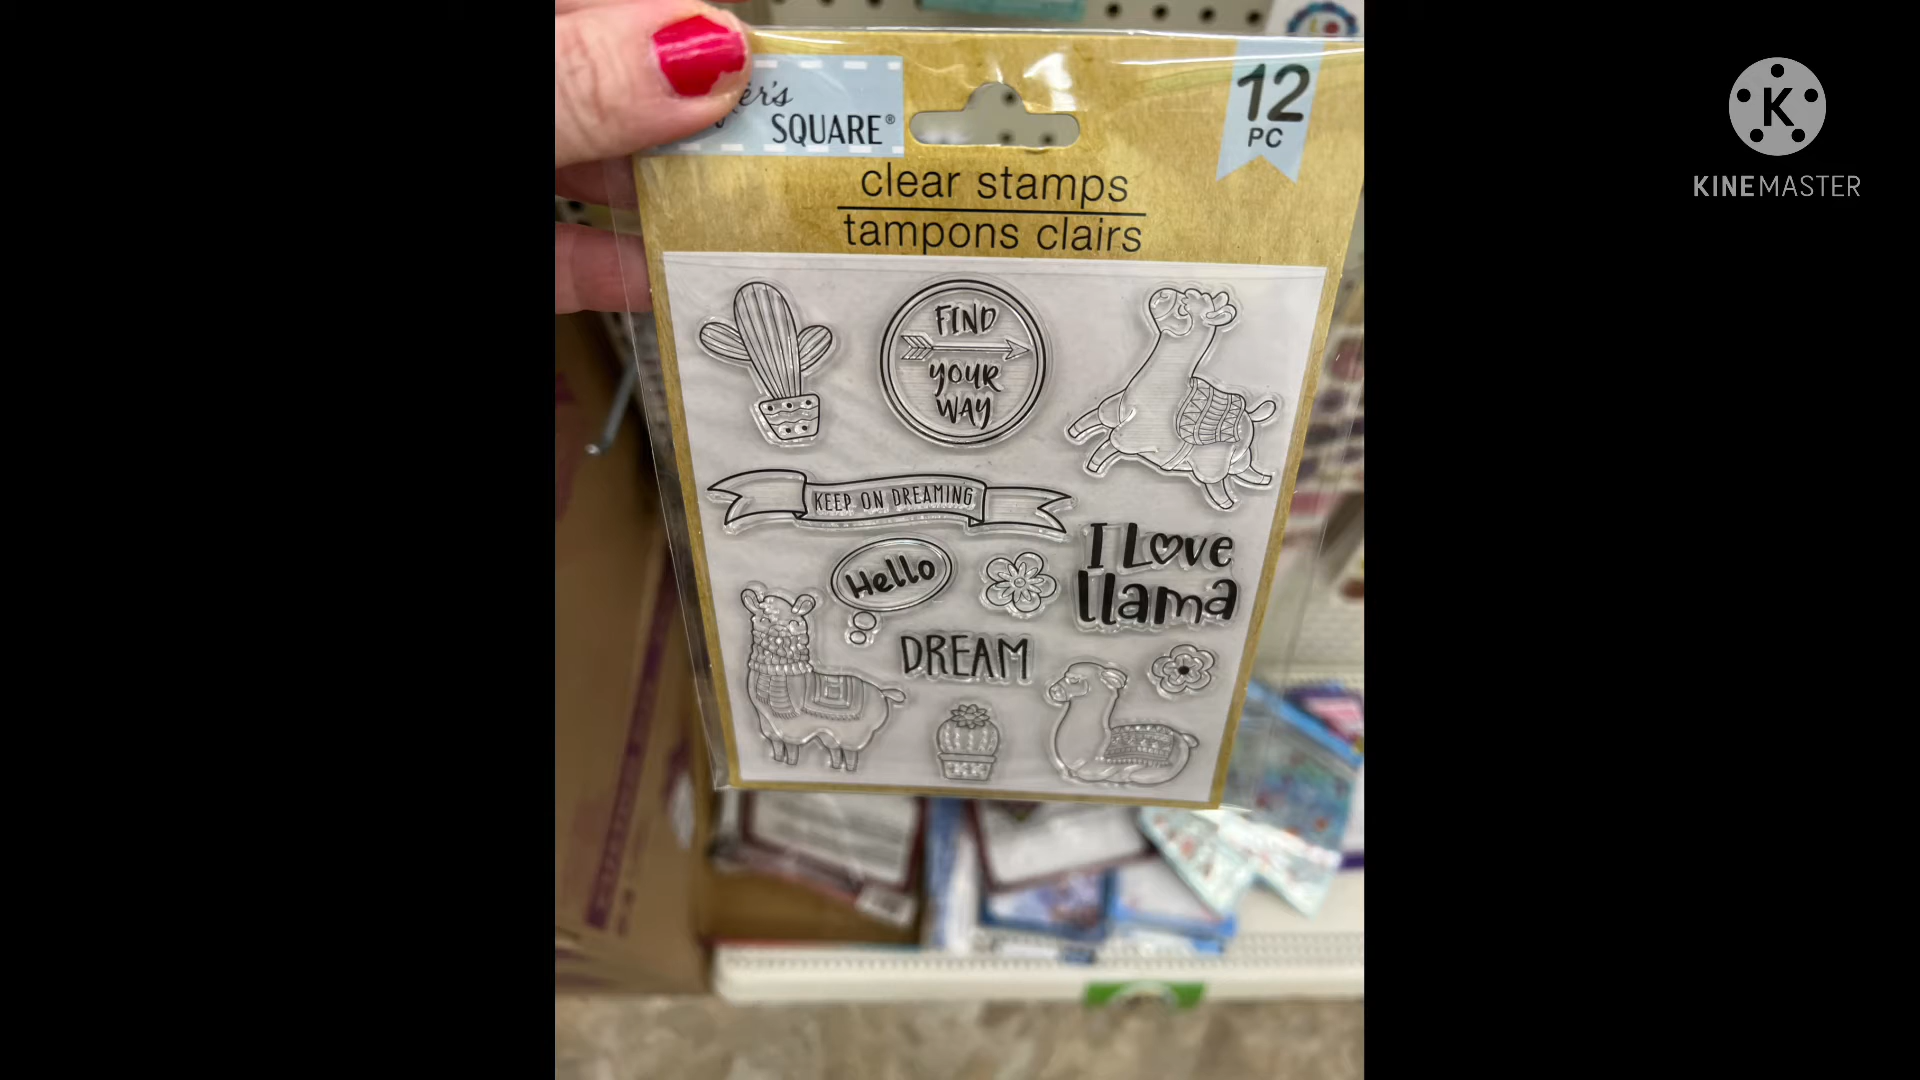 SQUARE®
12
PC
clear stamps
tampons clairs
FIND
YOUR
WAY
KEEP ON DREAMING
I Love
llama
Hello
DREAM
K
KINEMASTER